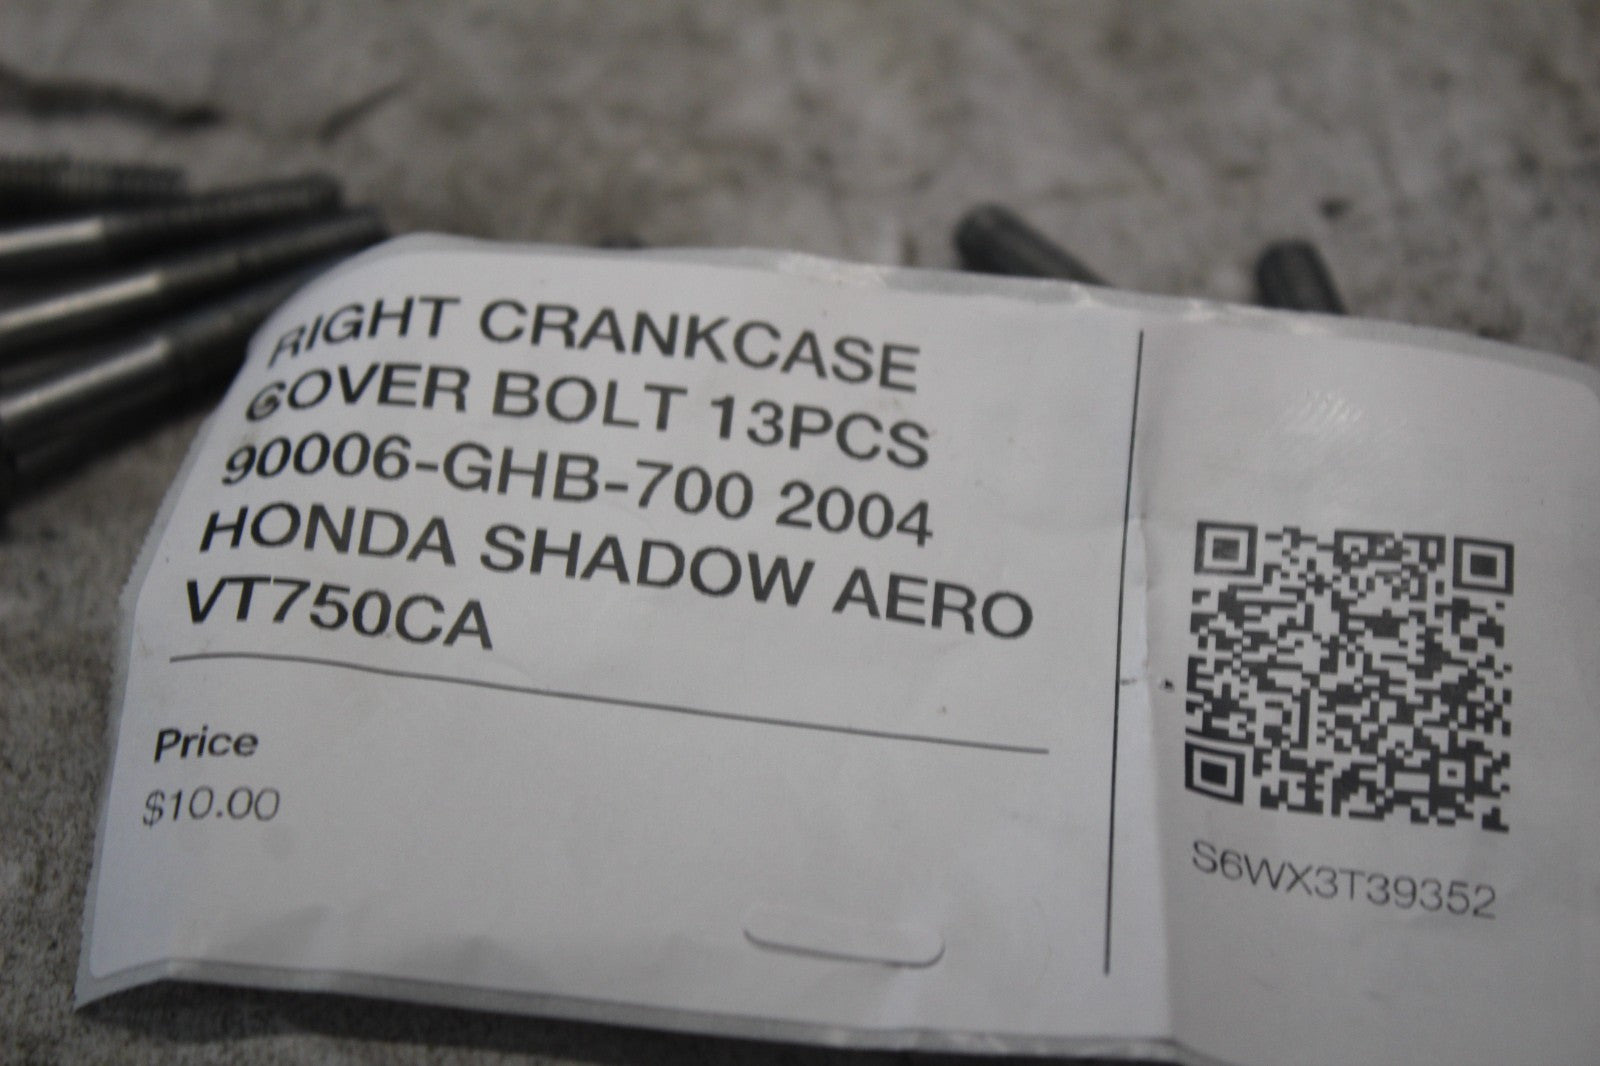 RIGHT CRANKCASE
COVER BOLT 13PCS
90006-GHB-700 2004
HONDA SHADOW AERO
VT750CA
Price
$10.00
S6WX3T39352